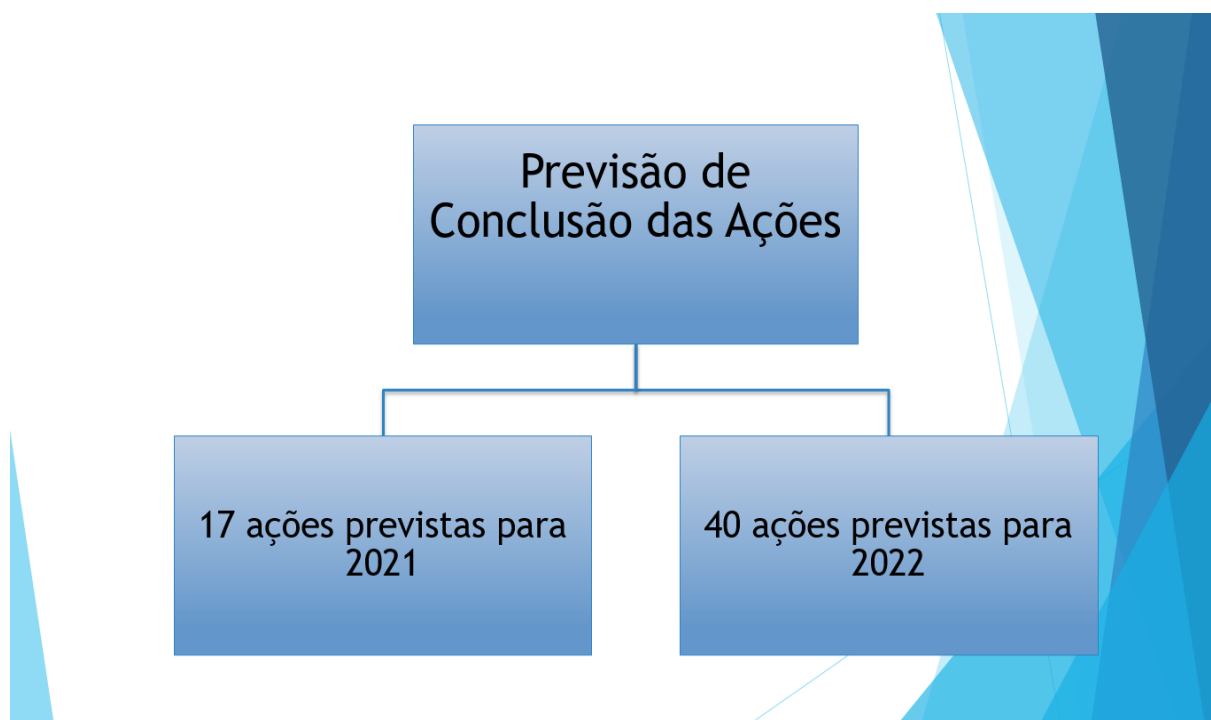 Previsão de
Conclusão das Ações
17 ações previstas para
2021
40 ações previstas para
2022